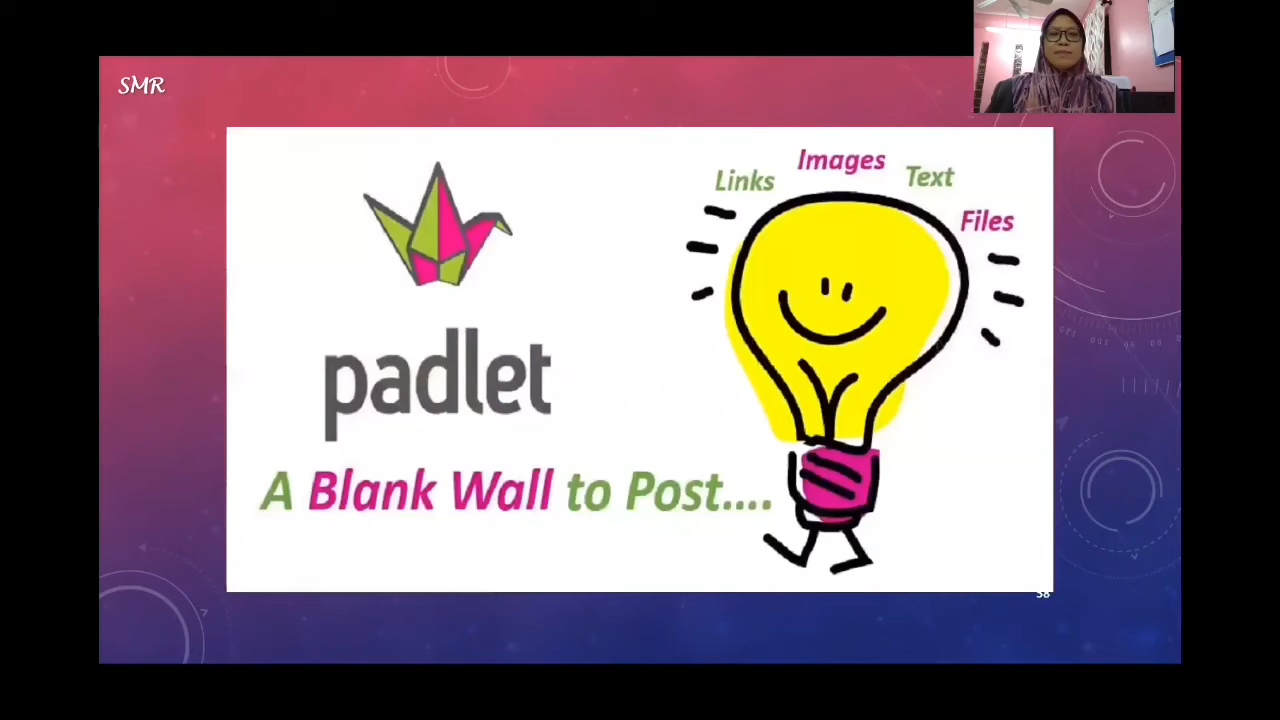 SMR
Links
Images
Text
Files
padlet
A Blank Wall to Post....